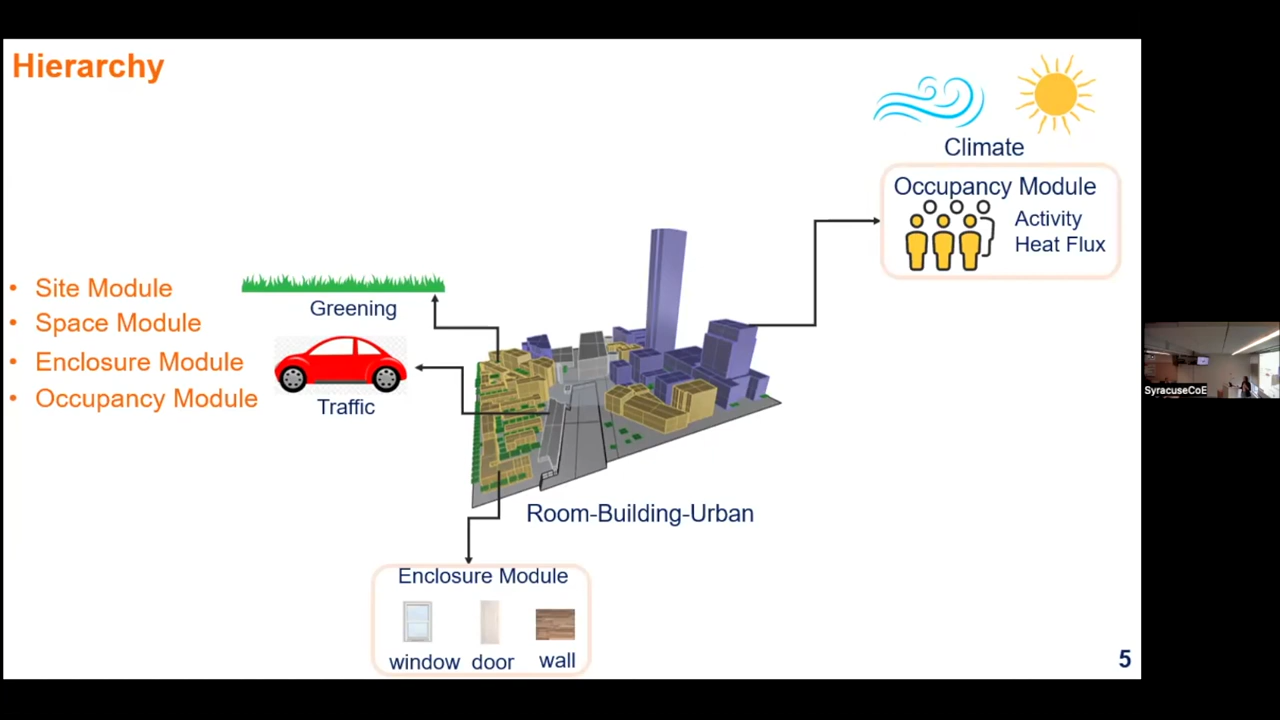 Hierarchy
Climate
Occupancy Module
Activity
Heat Flux
• Site Module
• Space Module
• Enclosure Module
• Occupancy Module
Greening
Traffic
Room-Building-Urban
Enclosure Module
window door wall
5
SyracuseCoE